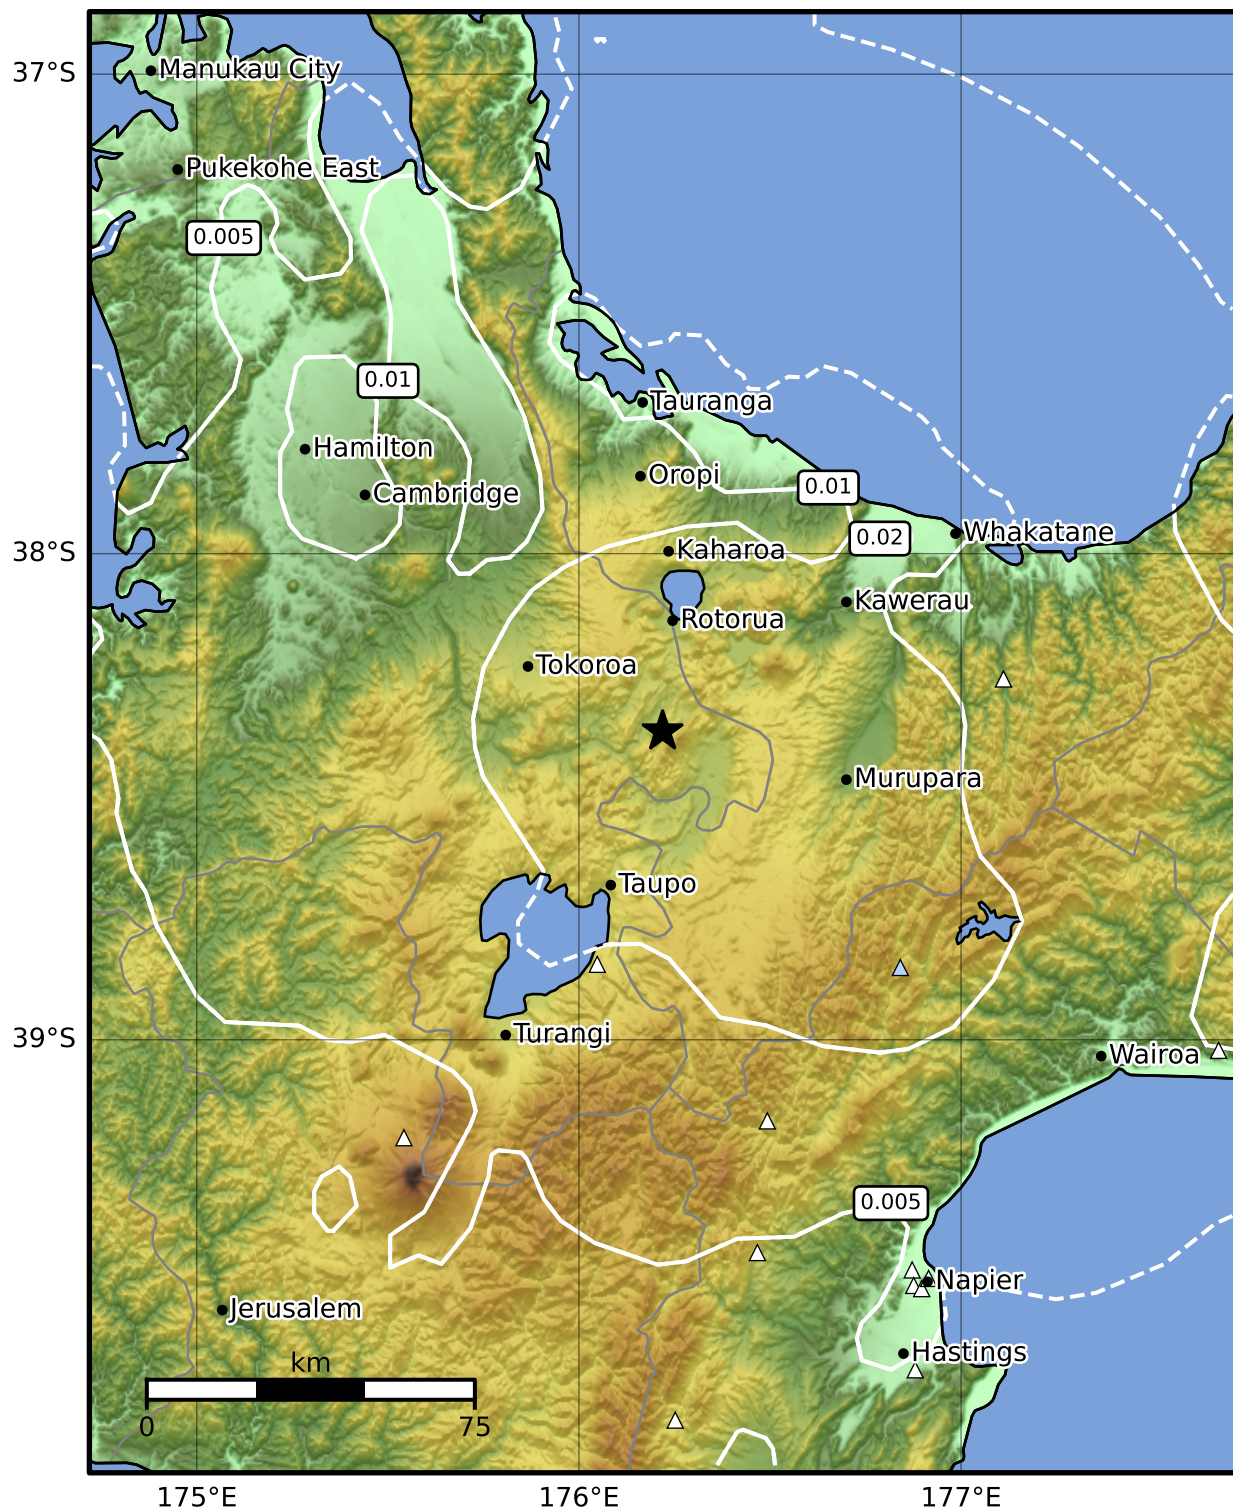 37°S
Manukau City
Pukekohe East
0.005
0.01
Tauranga
Hamilton
Oropi
Cambridge
0.01
0.02
Whakatane
38°S
Kaharoa
Kawerau
Rotorua
Tokoroa
Murupara
Taupo
Turangi
39°S
Wairoa
0.005
Napier
Jerusalem
Hastings
km
0 75
175°E 176°E 177°E